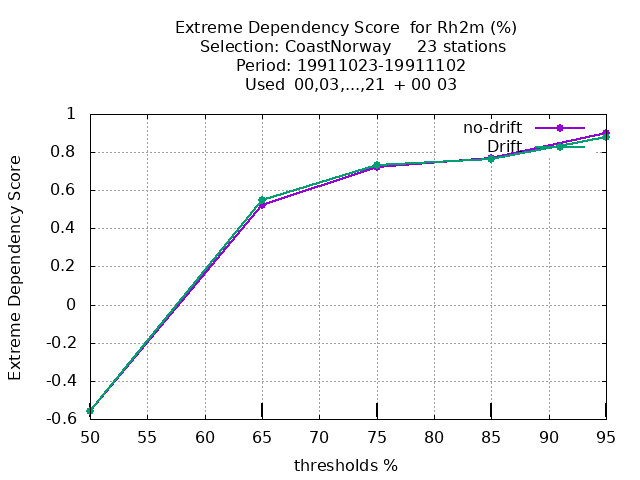 Extreme Dependency Score  for Rh2m (%)
Selection: CoastNorway     23 stations
Period: 19911023-19911102
Used  00,03,...,21  + 00 03
1
0.8
0.6
0.4
0.2
0
-0.2
-0.4
-0.6
Extreme Dependency Score
no-drift
Drift
50 55 60 65 70 75 80 85 90 95
thresholds %